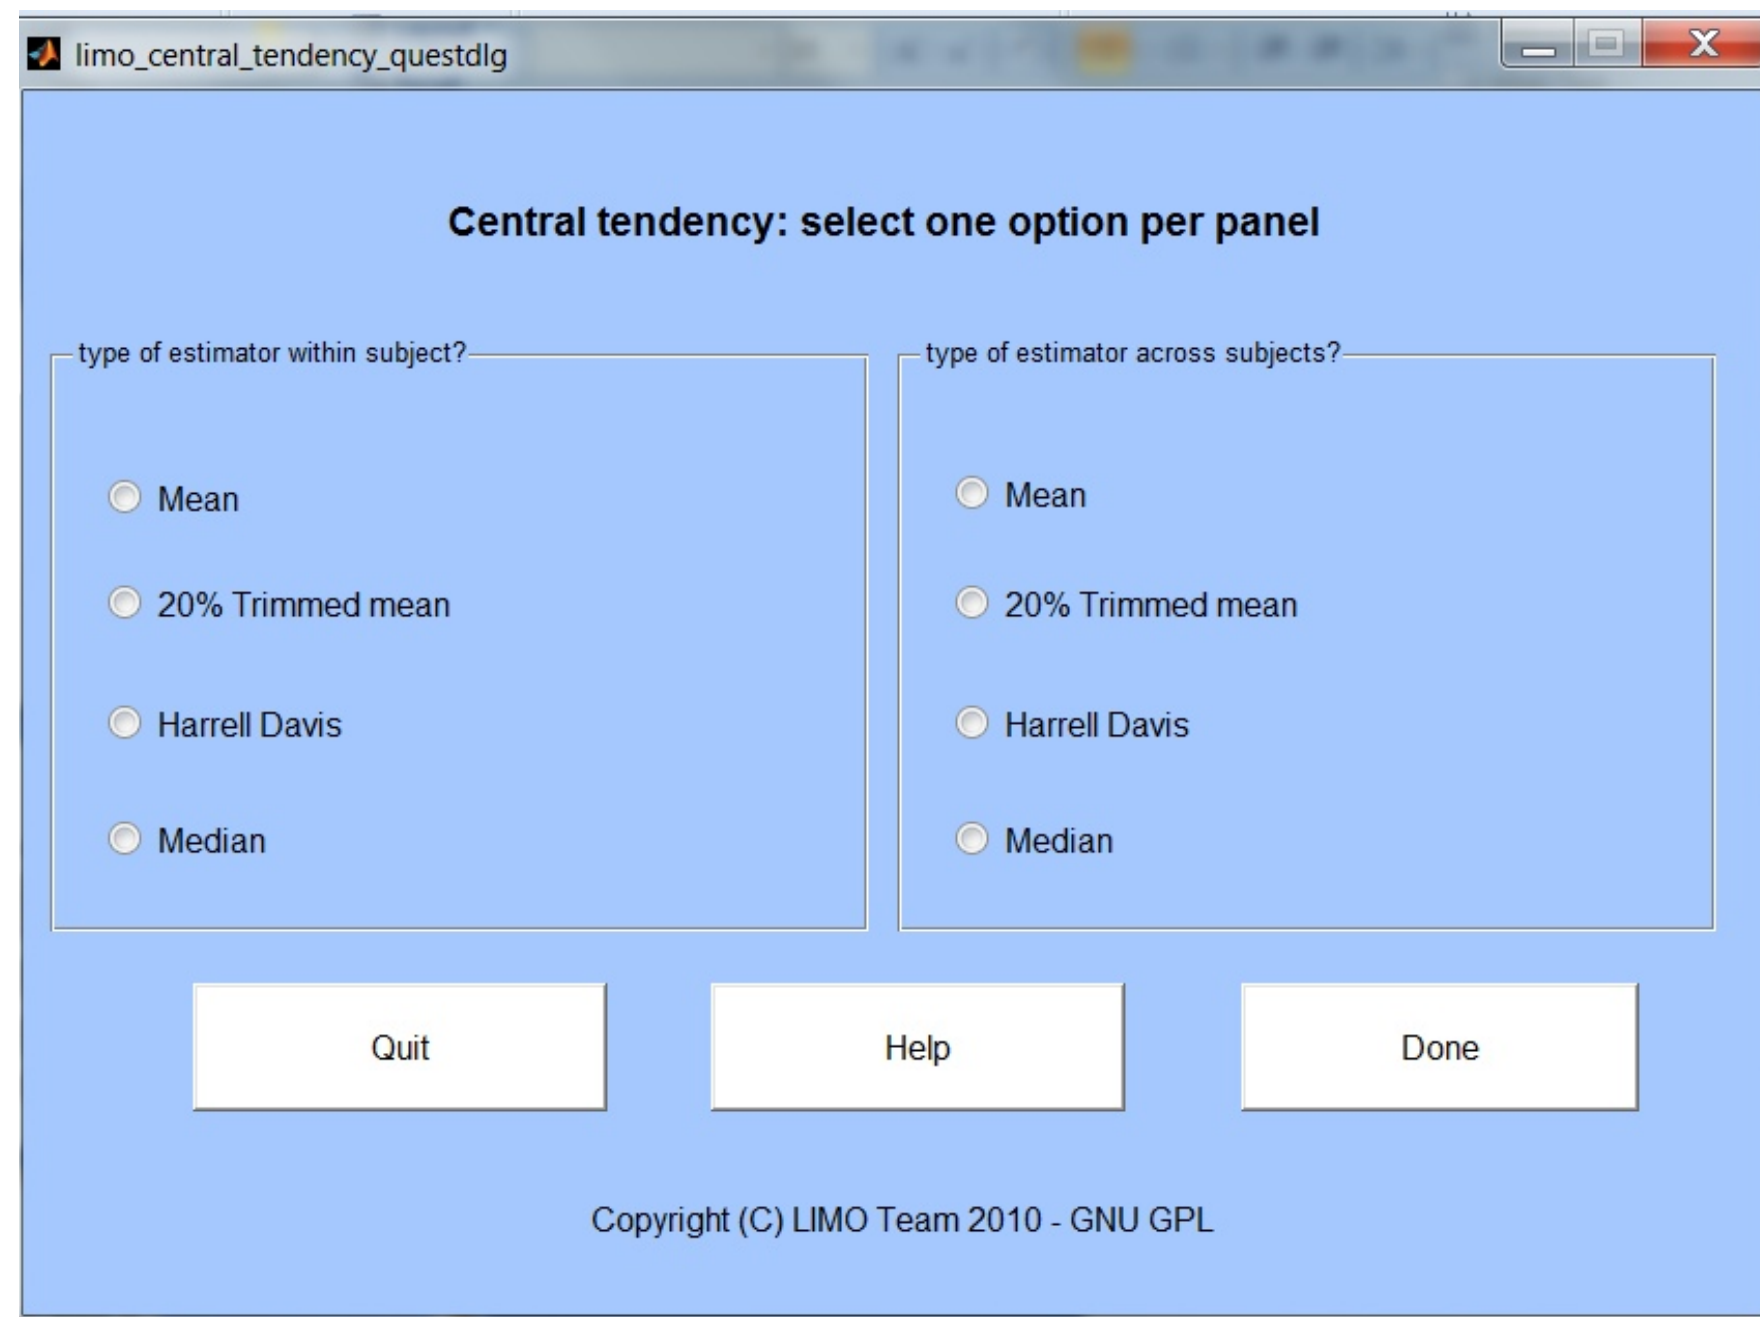 limo_central_tendency_questdlg
X
Central tendency: select one option per panel
type of estimator within subject?
Mean
20% Trimmed mean
Harrell Davis
Median
type of estimator across subjects?
Mean
20% Trimmed mean
Harrell Davis
Median
Quit
Help
Done
Copyright (C) LIMO Team 2010 - GNU GPL